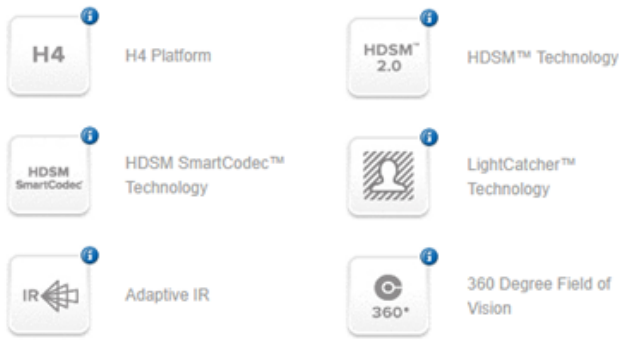 H4
H4 Platform
HDSM™
2.0
HDSM™ Technology
HDSM
SmartCodec
HDSM SmartCodec™
Technology
LightCatcher™
Technology
IR
Adaptive IR
360°
360 Degree Field of
Vision